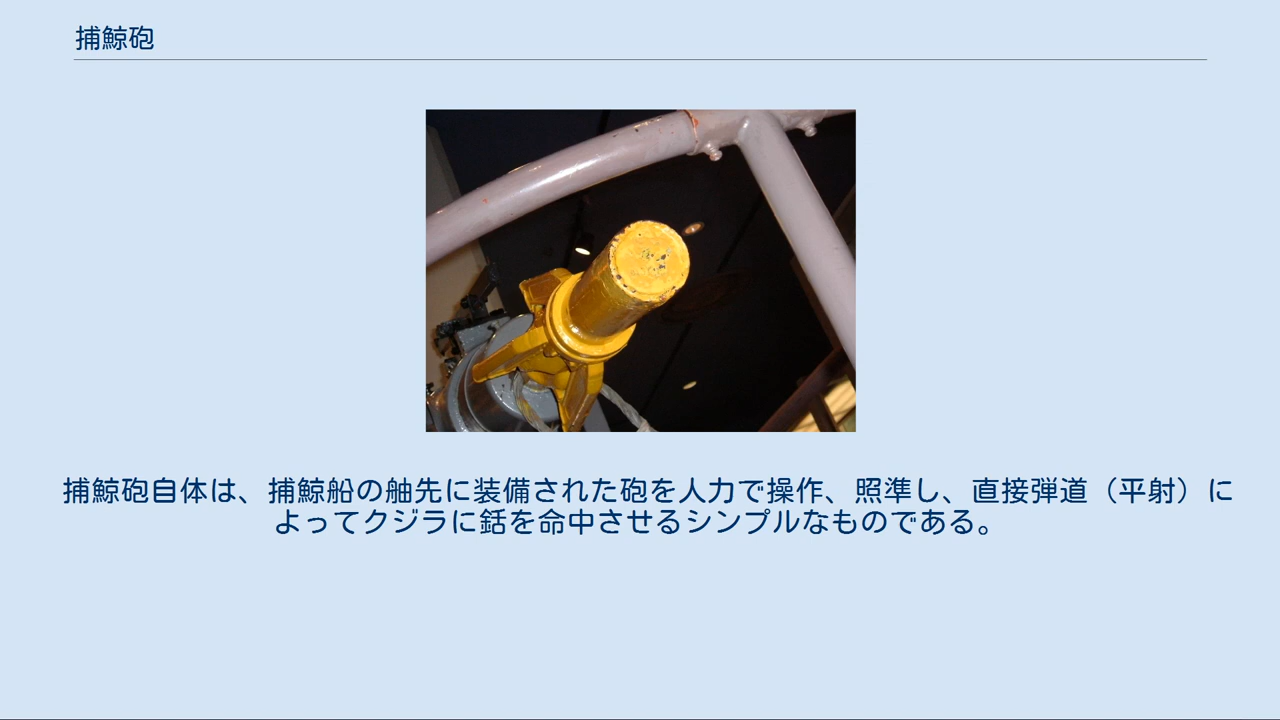 捕鯨砲
捕鯨砲自体は、捕鯨船の舳先に装備された砲を人力で操作、照準し、直接弾道（平射）に
よってクジラに銛を命中させるシンプルなものである。